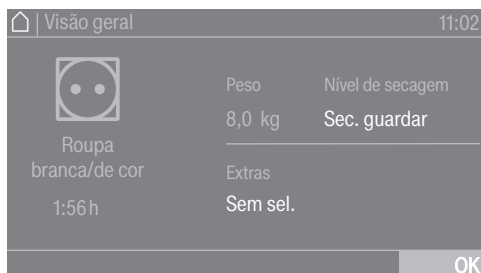 | Visão geral 11:02
Peso Nível de secagem
8,0 kg Sec. guardar
Roupa
branca/de cor
1:56 h
Extras
Sem sel.
OK